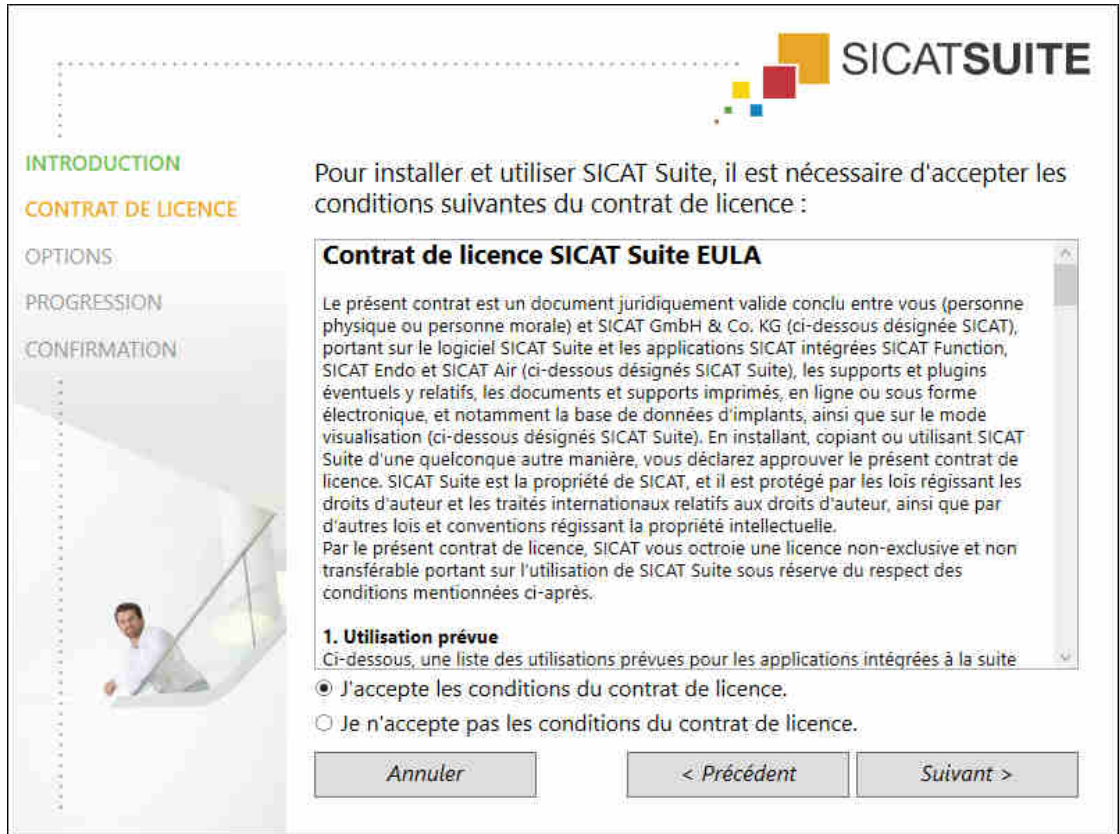 SICATSUITE
INTRODUCTION
CONTRAT DE LICENCE
OPTIONS
PROGRESSION
CONFIRMATION
Pour installer et utiliser SICAT Suite, il est nécessaire d'accepter les
conditions suivantes du contrat de licence :
Contrat de licence SICAT Suite EULA
Le présent contrat est un document juridiquement valide conclu entre vous (personne
physique ou personne morale) et SICAT GmbH & Co. KG (ci-dessous désignée SICAT),
portant sur le logiciel SICAT Suite et les applications SICAT intégrées SICAT Function,
SICAT Endo et SICAT Air (ci-dessous désignés SICAT Suite), les supports et plugins
éventuels y relatifs, les documents et supports imprimés, en ligne ou sous forme
électronique, et notamment la base de données d'implants, ainsi que sur le mode
visualisation (ci-dessous désignés SICAT Suite). En installant, copiant ou utilisant SICAT
Suite d'une quelconque autre manière, vous déclarez approuver le présent contrat de
licence. SICAT Suite est la propriété de SICAT, et il est protégé par les lois régissant les
droits d'auteur et les traités internationaux relatifs aux droits d'auteur, ainsi que par
d'autres lois et conventions régissant la propriété intellectuelle.
Par le présent contrat de licence, SICAT vous octroie une licence non-exclusive et non
transférable portant sur l'utilisation de SICAT Suite sous réserve du respect des
conditions mentionnées ci-après.
1. Utilisation prévue
Ci-dessous, une liste des utilisations prévues pour les applications intégrées à la suite
J'accepte les conditions du contrat de licence.
Je n'accepte pas les conditions du contrat de licence.
Annuler
< Précédent
Suivant >